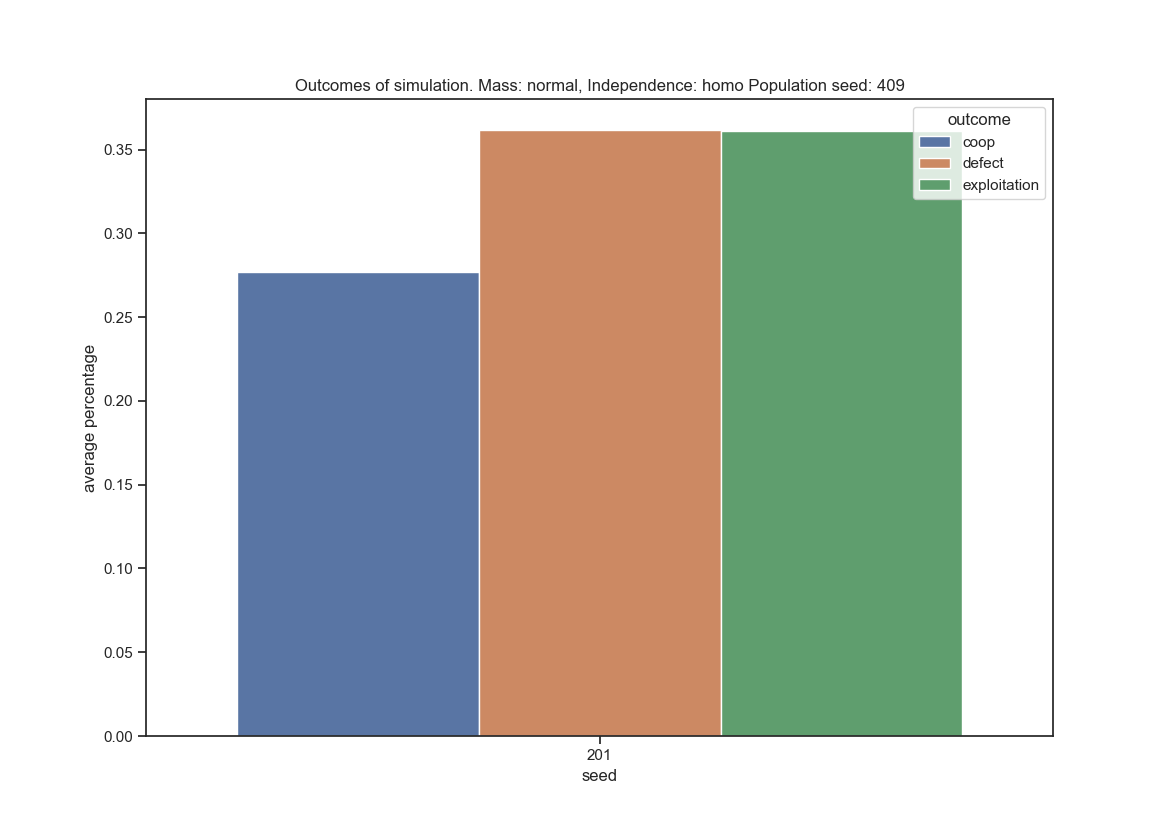 Outcomes of simulation. Mass: normal, Independence: homo Population seed: 409
outcome
coop
defect
exploitation
0.35
0.30
0.25
0.20
0.15
0.10
0.05
0.00
average percentage
201
seed